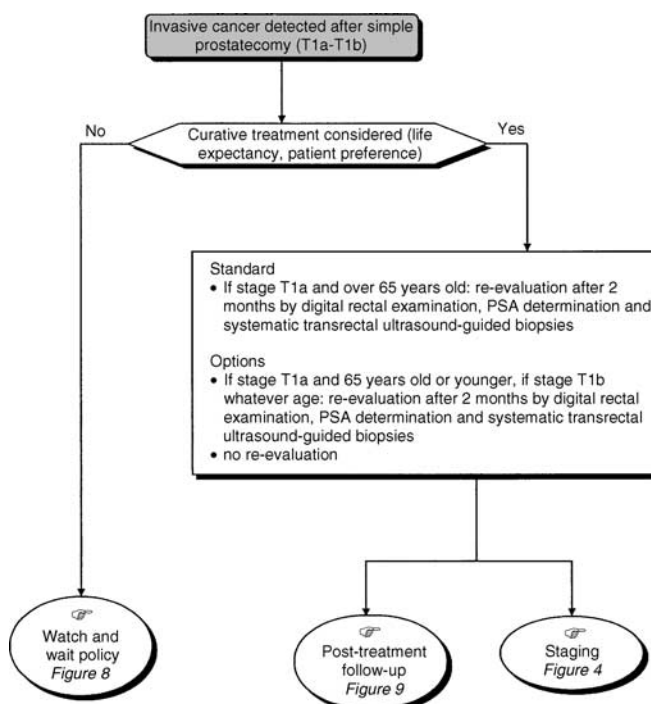 Invasive cancer detected after simple
prostatecomy (T1a-T1b)
No
Curative treatment considered (life
expectancy, patient preference)
Yes
Standard
• If stage T1a and over 65 years old: re-evaluation after 2
months by digital rectal examination, PSA determination and
systematic transrectal ultrasound-guided biopsies
Options
• If stage T1a and 65 years old or younger, if stage T1b
whatever age: re-evaluation after 2 months by digital rectal
examination, PSA determination and systematic transrectal
ultrasound-guided biopsies
• no re-evaluation
☞
Watch and
wait policy
Figure 8
☞
Post-treatment
follow-up
Figure 9
☞
Staging
Figure 4